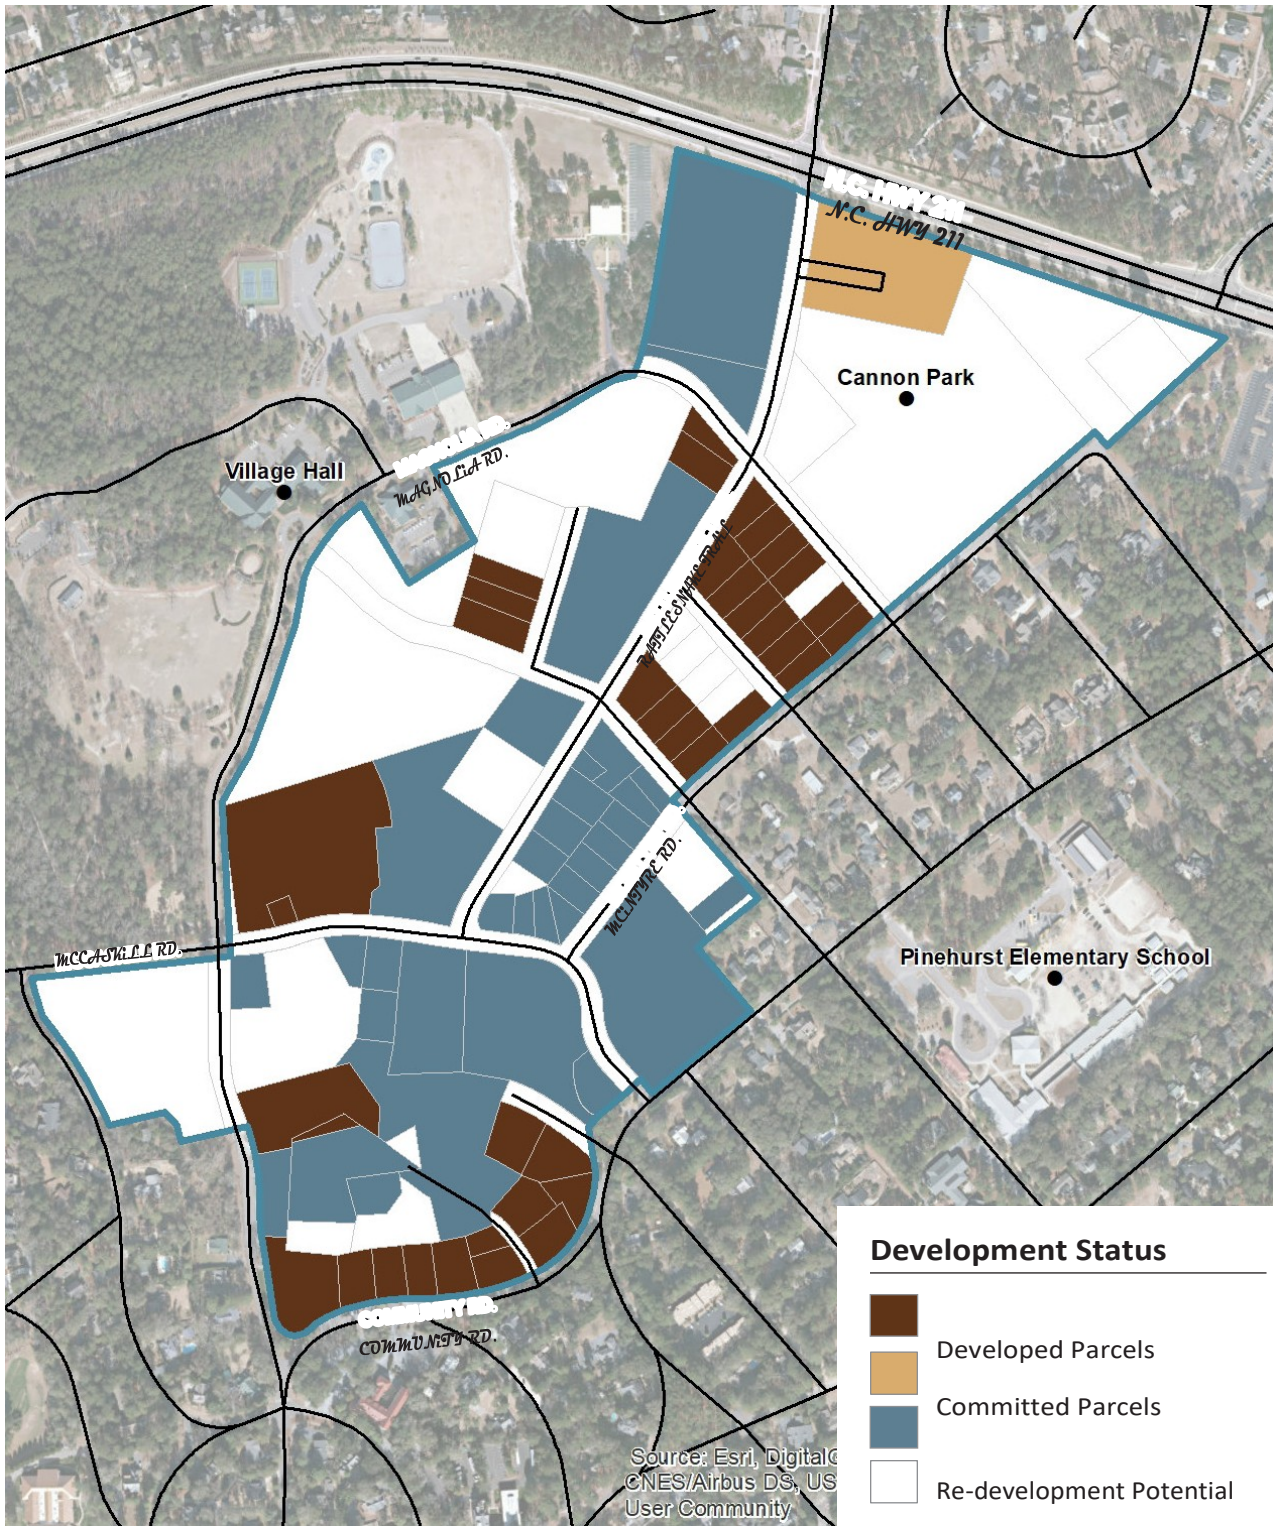 N.C. HWY 211
N.C. HWY 211
Cannon Park
MAGNOLIA RD.
MAGNOLIA RD.
Village Hall
RATTLESNAKE TRAIL
MCINTYRE RD.
MCCASKILL RD.
Pinehurst Elementary School
COMMUNITY RD.
COMMUNITY RD.
Development Status
Developed Parcels
Committed Parcels
Re-development Potential
Source: Esri, Digital
CNES/Airbus DS, US
User Community